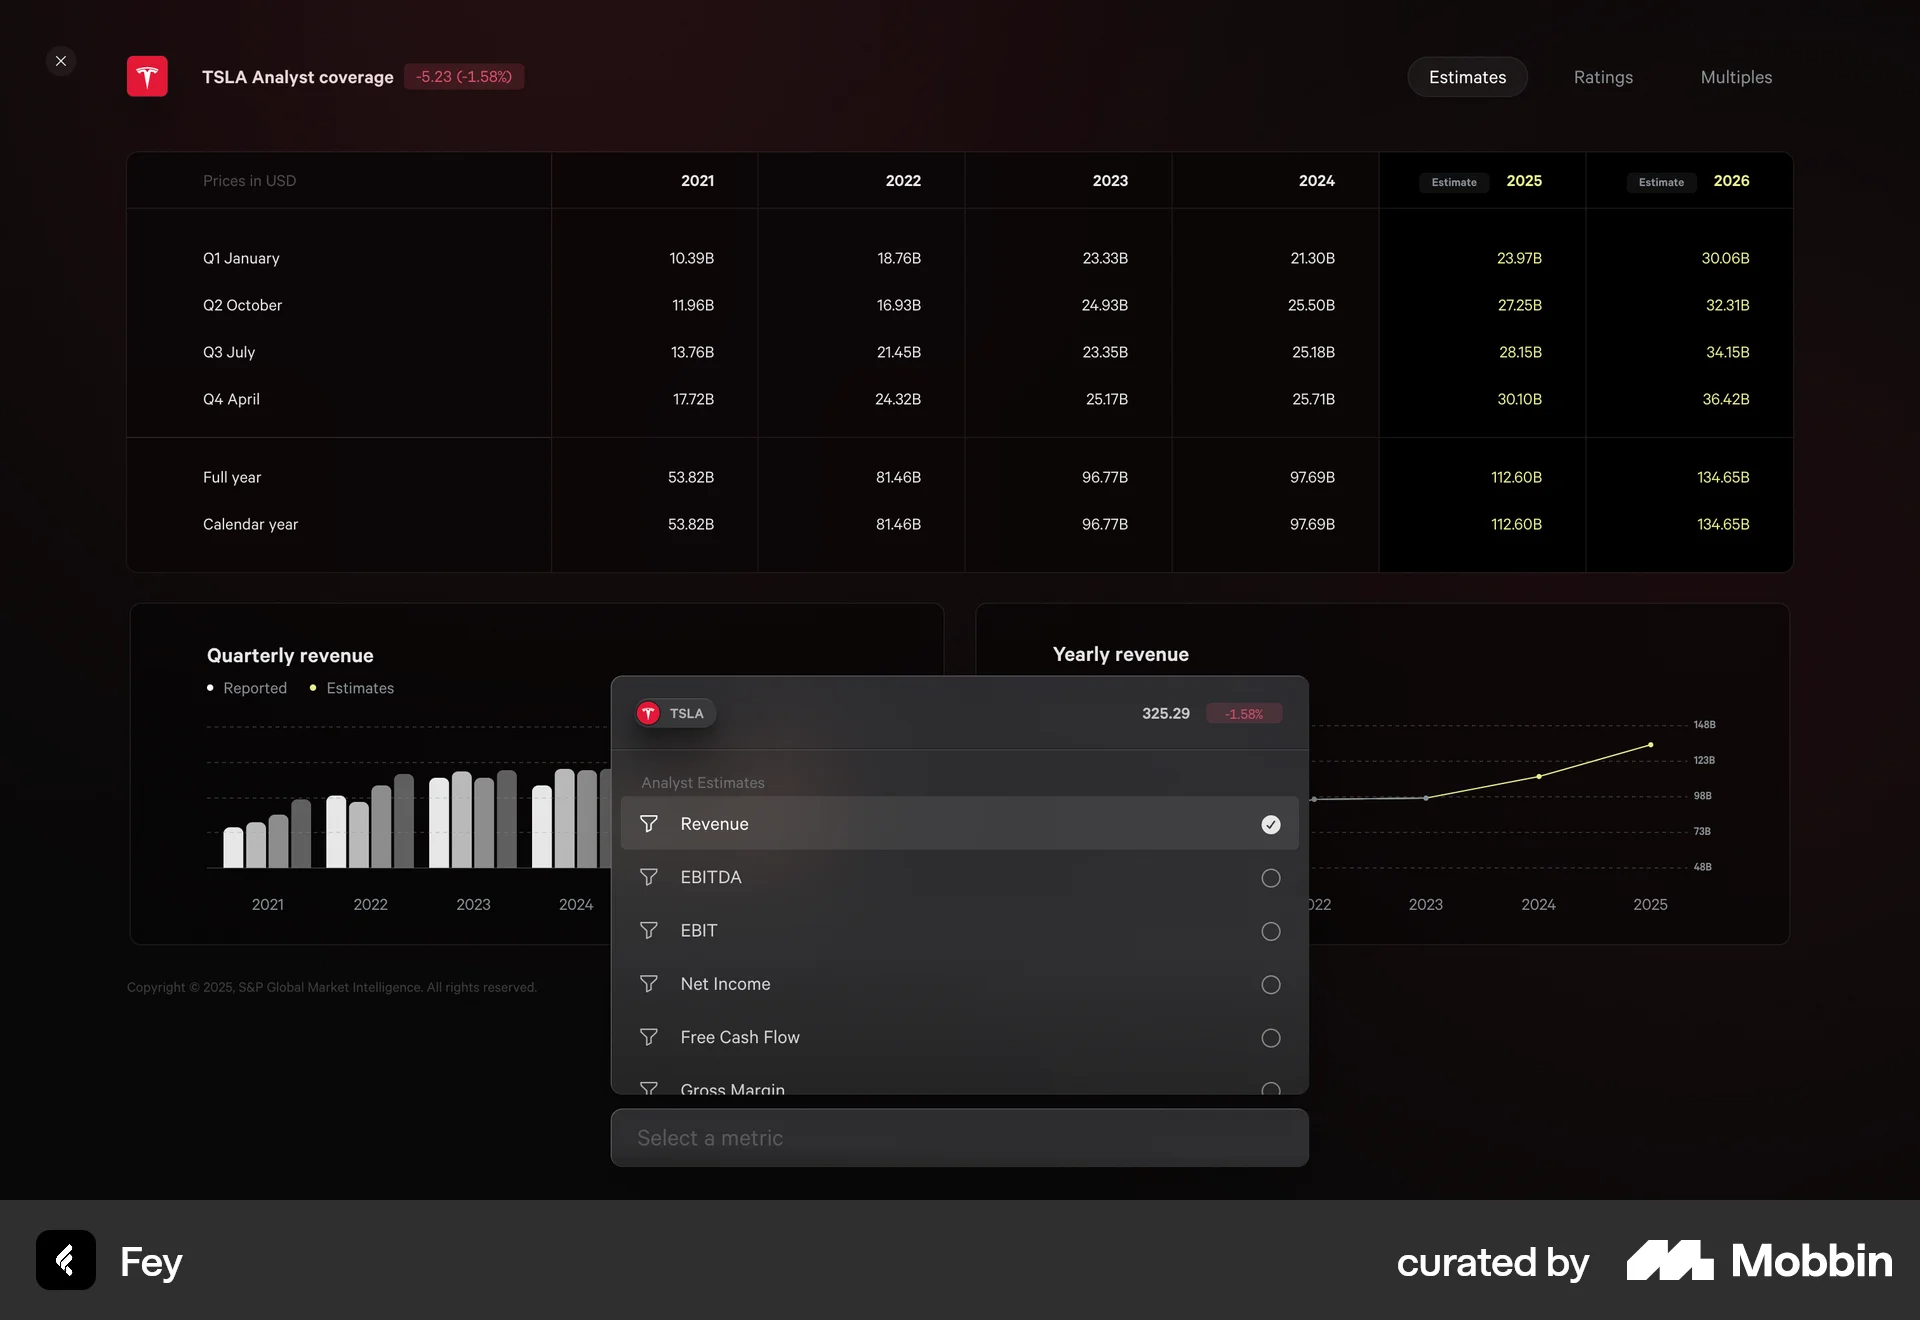 TSLA Analyst coverage -5.23 (-1.58%) Estimates Ratings Multiples
Prices in USD 2021 2022 2023 2024 Estimate 2025 Estimate 2026
Q1 January 10.39B 18.76B 23.33B 21.30B 23.97B 30.06B
Q2 October 11.96B 16.93B 24.93B 25.50B 27.25B 32.31B
Q3 July 13.76B 21.45B 23.35B 25.18B 28.15B 34.15B
Q4 April 17.72B 24.32B 25.17B 25.71B 30.10B 36.42B
Full year 53.82B 81.46B 96.77B 97.69B 112.60B 134.65B
Calendar year 53.82B 81.46B 96.77B 97.69B 112.60B 134.65B
Quarterly revenue
Reported Estimates
2021 2022 2023 2024
Yearly revenue
148B
123B
98B
73B
48B
022 2023 2024 2025
TSLA 325.29 -1.58%
Analyst Estimates
Revenue
EBITDA
EBIT
Net Income
Free Cash Flow
Gross Margin
Select a metric
Copyright © 2025, S&P Global Market Intelligence. All rights reserved.
Fey
curated by Mobbin